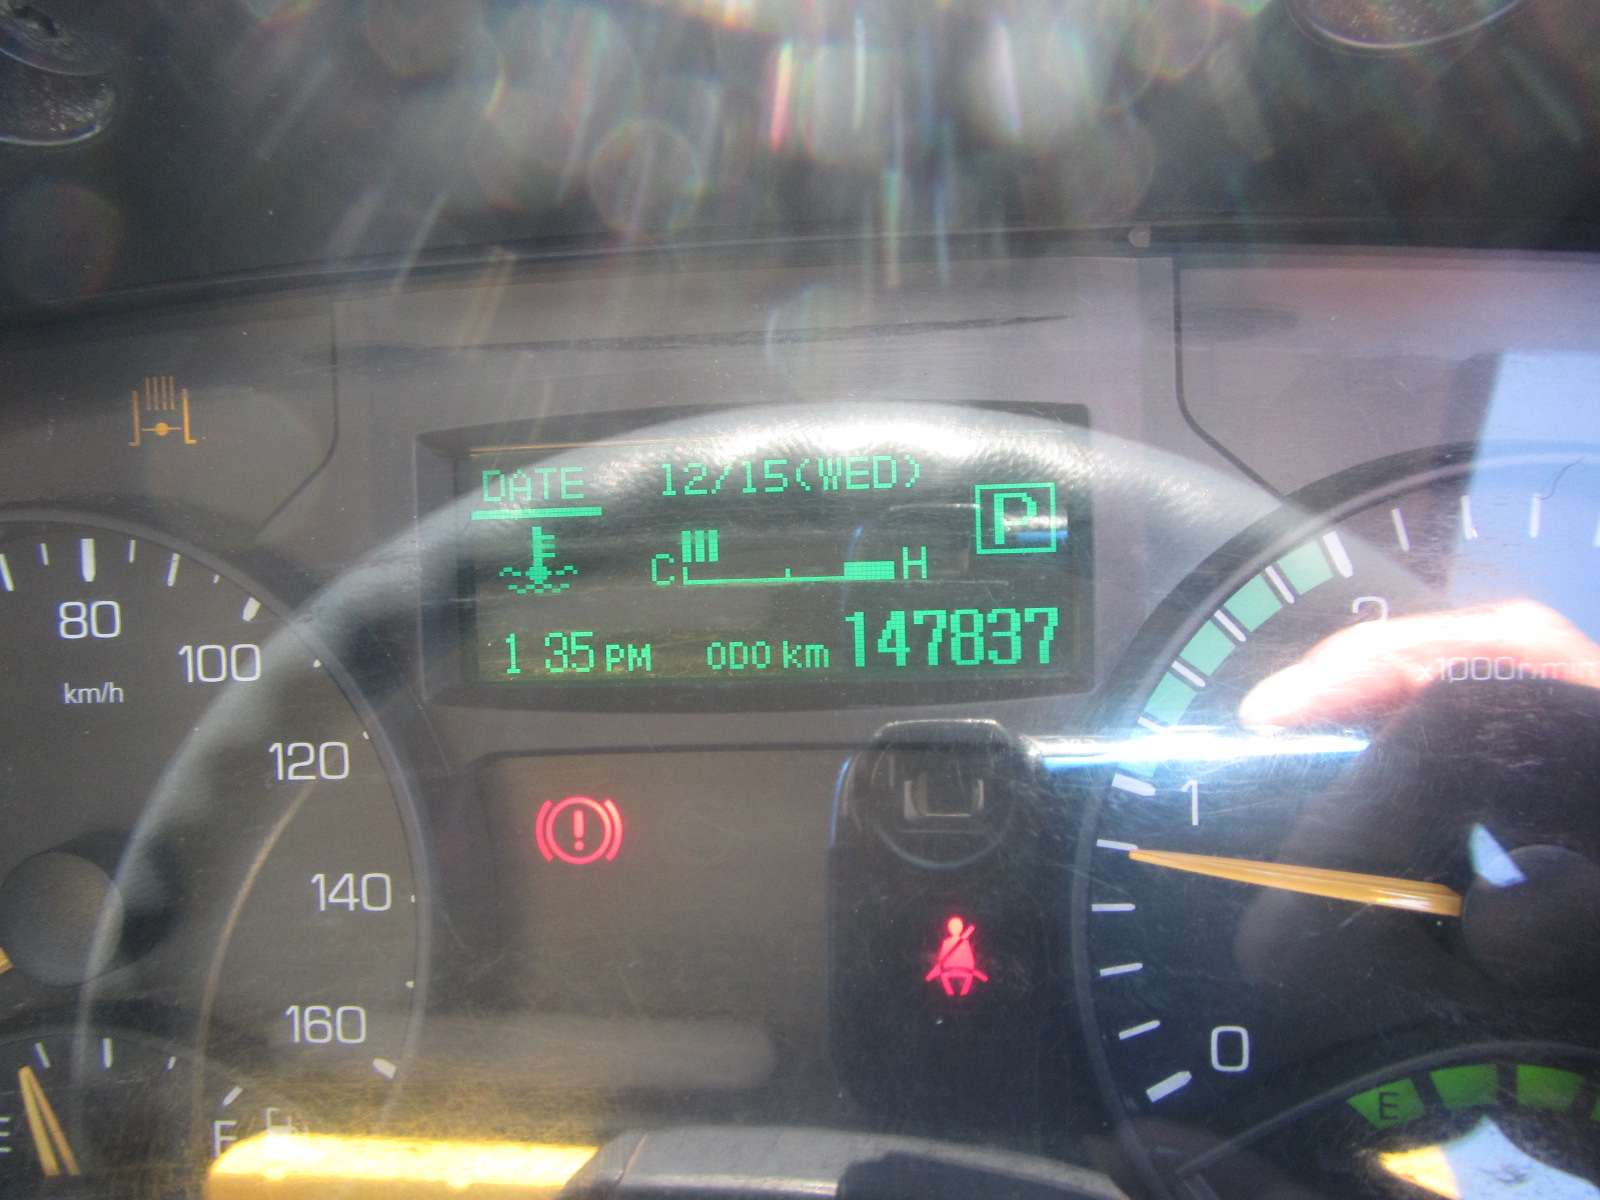 DATE 12/15(WED)
P
C H
1 35 PM ODO km 147837
80
100
km/h
120
140
160
E F
2
x1000r/min
1
0
E